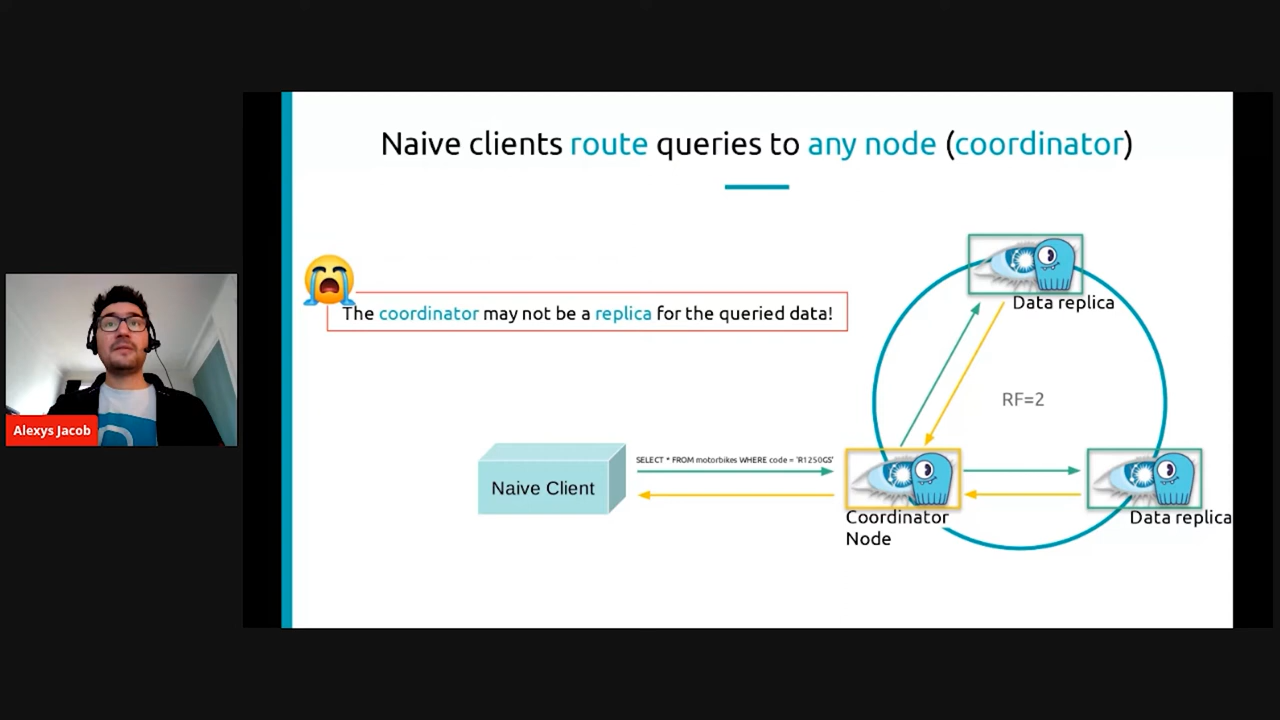 Naive clients route queries to any node (coordinator)
The coordinator may not be a replica for the queried data!
Data replica
RF=2
SELECT * FROM motorbikes WHERE code = 'R1250GS'
Naive Client
Coordinator
Node
Data replica
Alexys Jacob